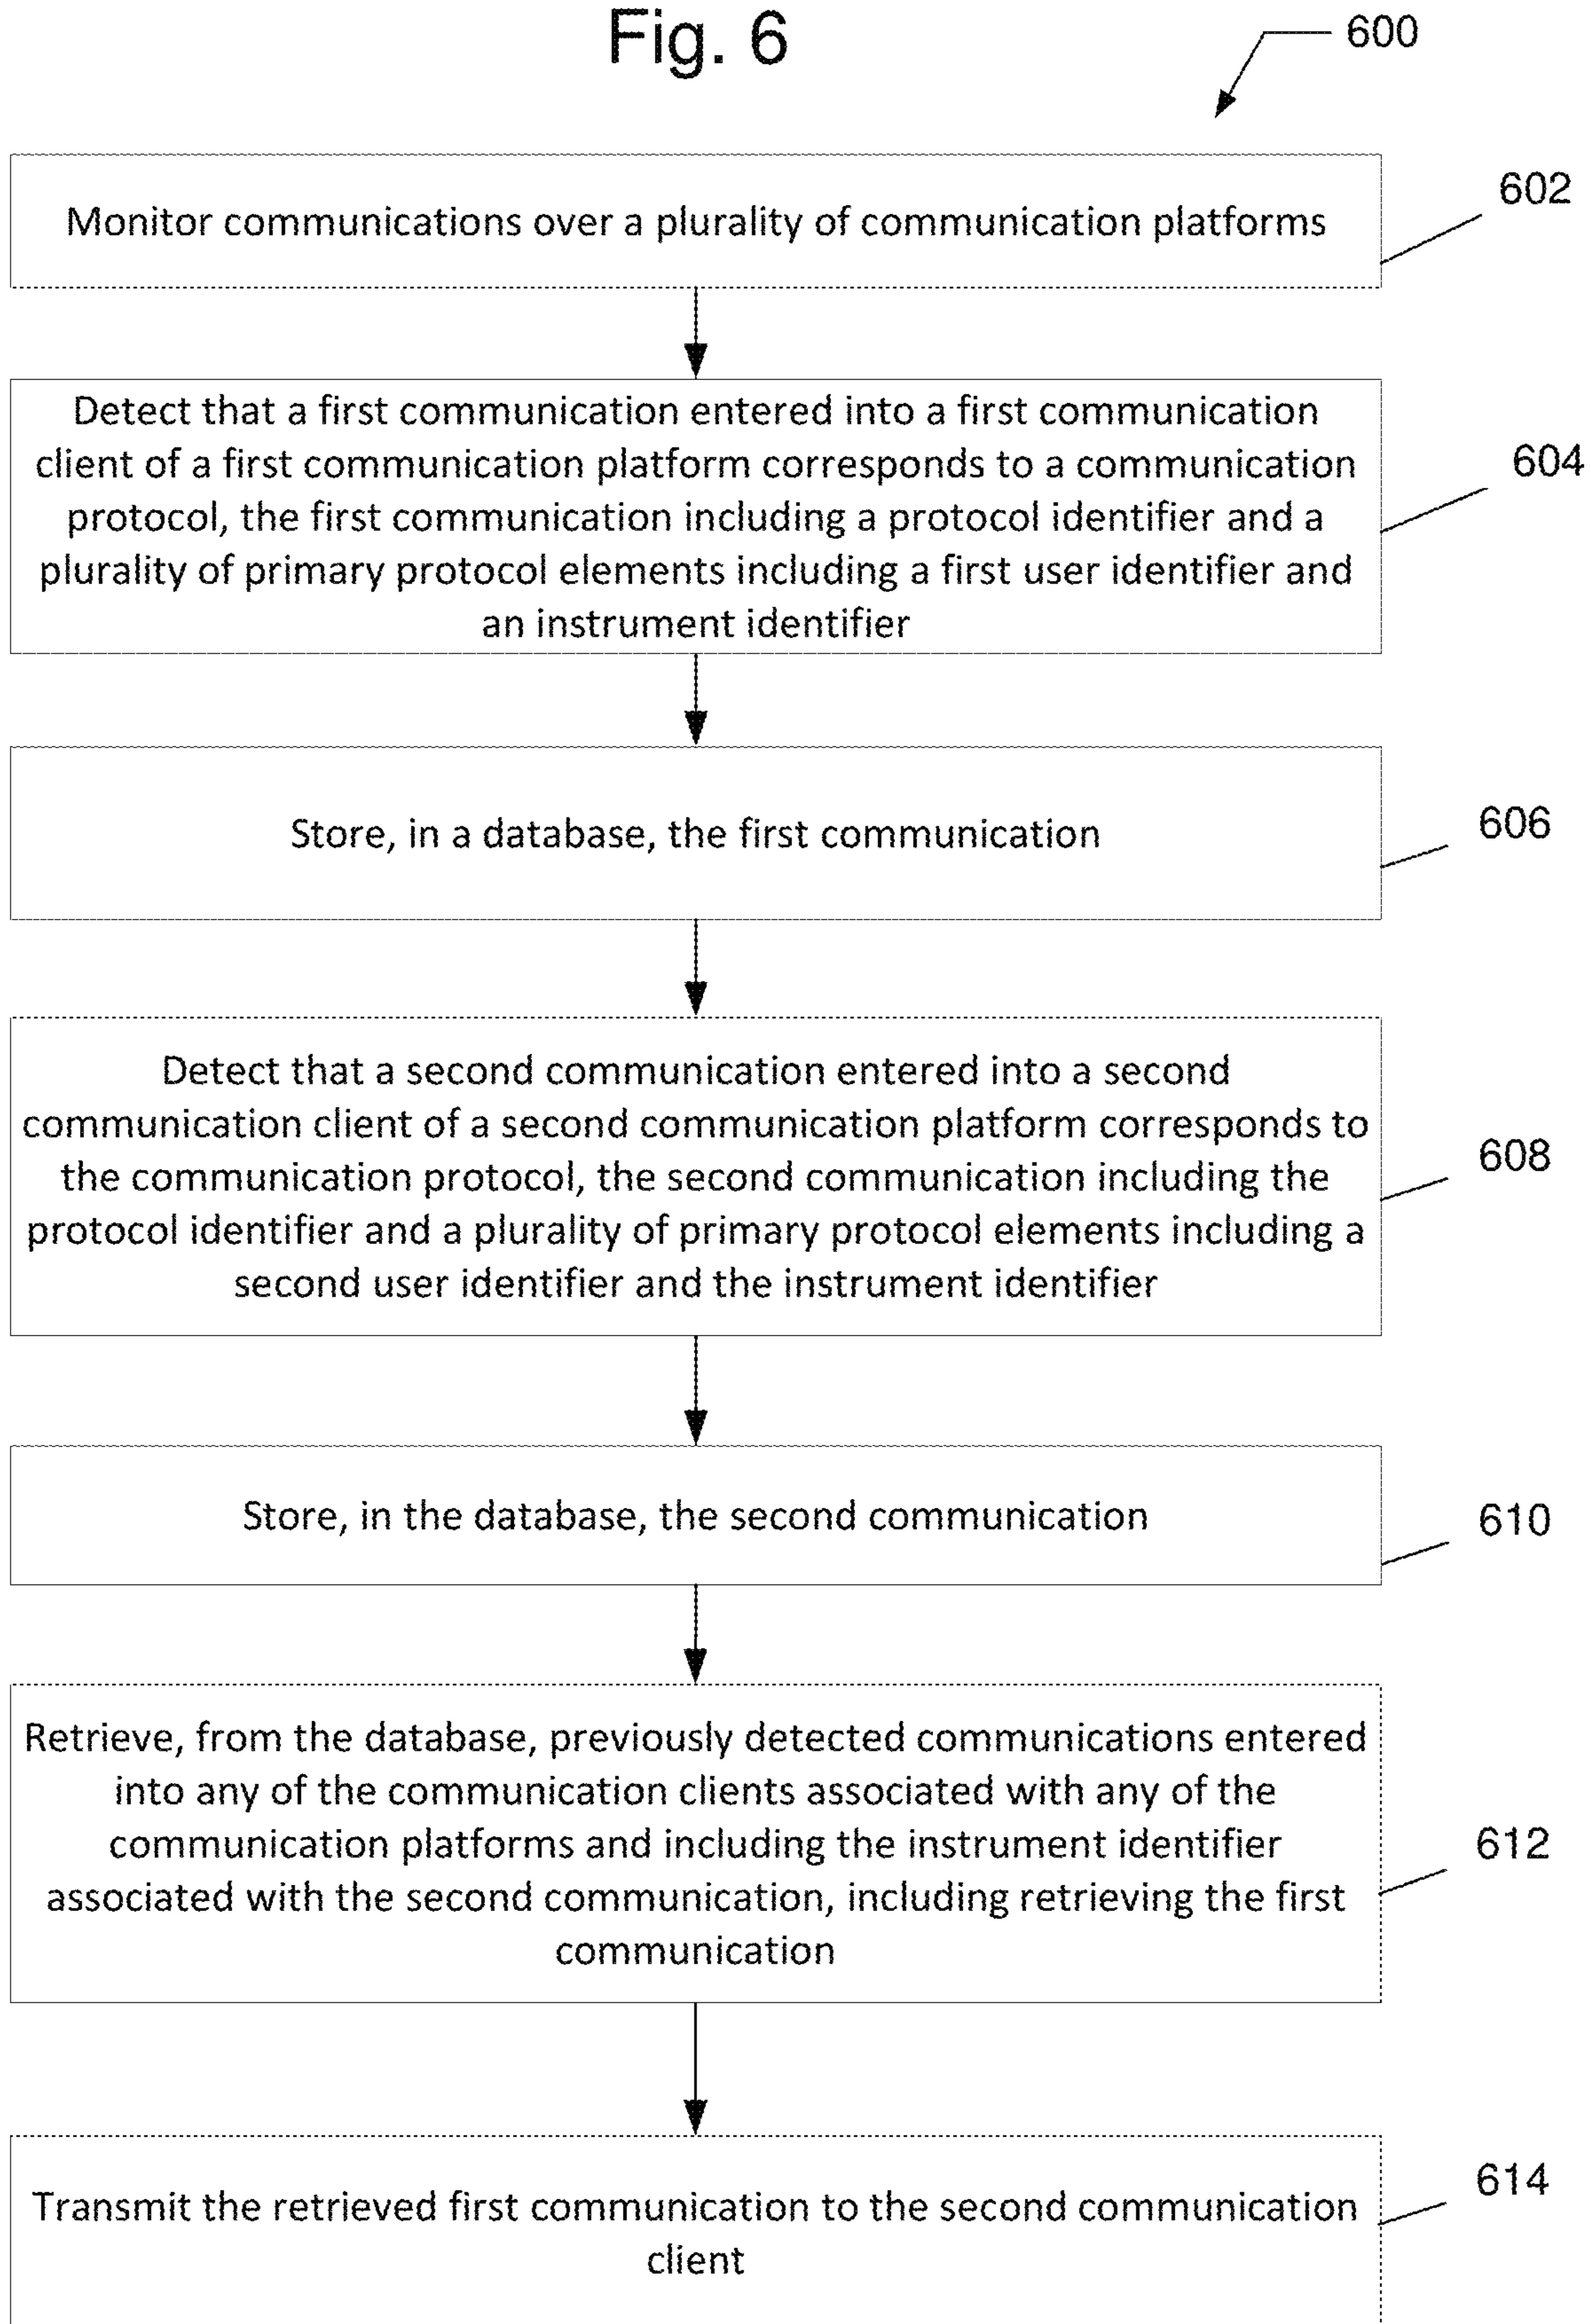 Fig. 6
600
Monitor communications over a plurality of communication platforms
602
Detect that a first communication entered into a first communication
client of a first communication platform corresponds to a communication
protocol, the first communication including a protocol identifier and a
plurality of primary protocol elements including a first user identifier and
an instrument identifier
604
Store, in a database, the first communication
606
Detect that a second communication entered into a second
communication client of a second communication platform corresponds to
the communication protocol, the second communication including the
protocol identifier and a plurality of primary protocol elements including a
second user identifier and the instrument identifier
608
Store, in the database, the second communication
610
Retrieve, from the database, previously detected communications entered
into any of the communication clients associated with any of the
communication platforms and including the instrument identifier
associated with the second communication, including retrieving the first
communication
612
Transmit the retrieved first communication to the second communication
client
614